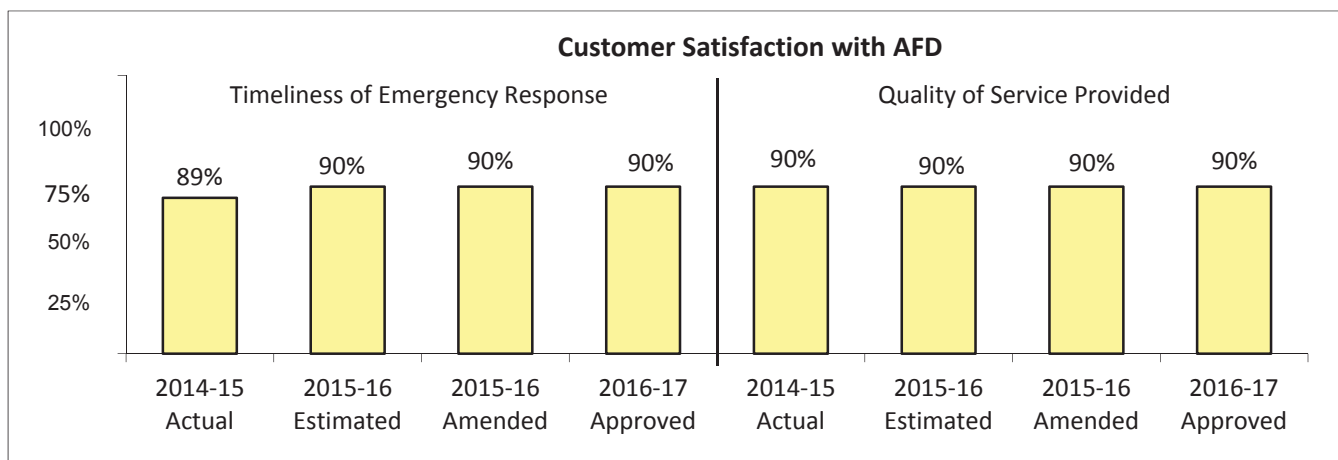 Customer Satisfaction with AFD
Timeliness of Emergency Response
Quality of Service Provided
100%
75%
50%
25%
89%
90%
90%
90%
90%
90%
90%
90%
2014-15
Actual
2015-16
Estimated
2015-16
Amended
2016-17
Approved
2014-15
Actual
2015-16
Estimated
2015-16
Amended
2016-17
Approved